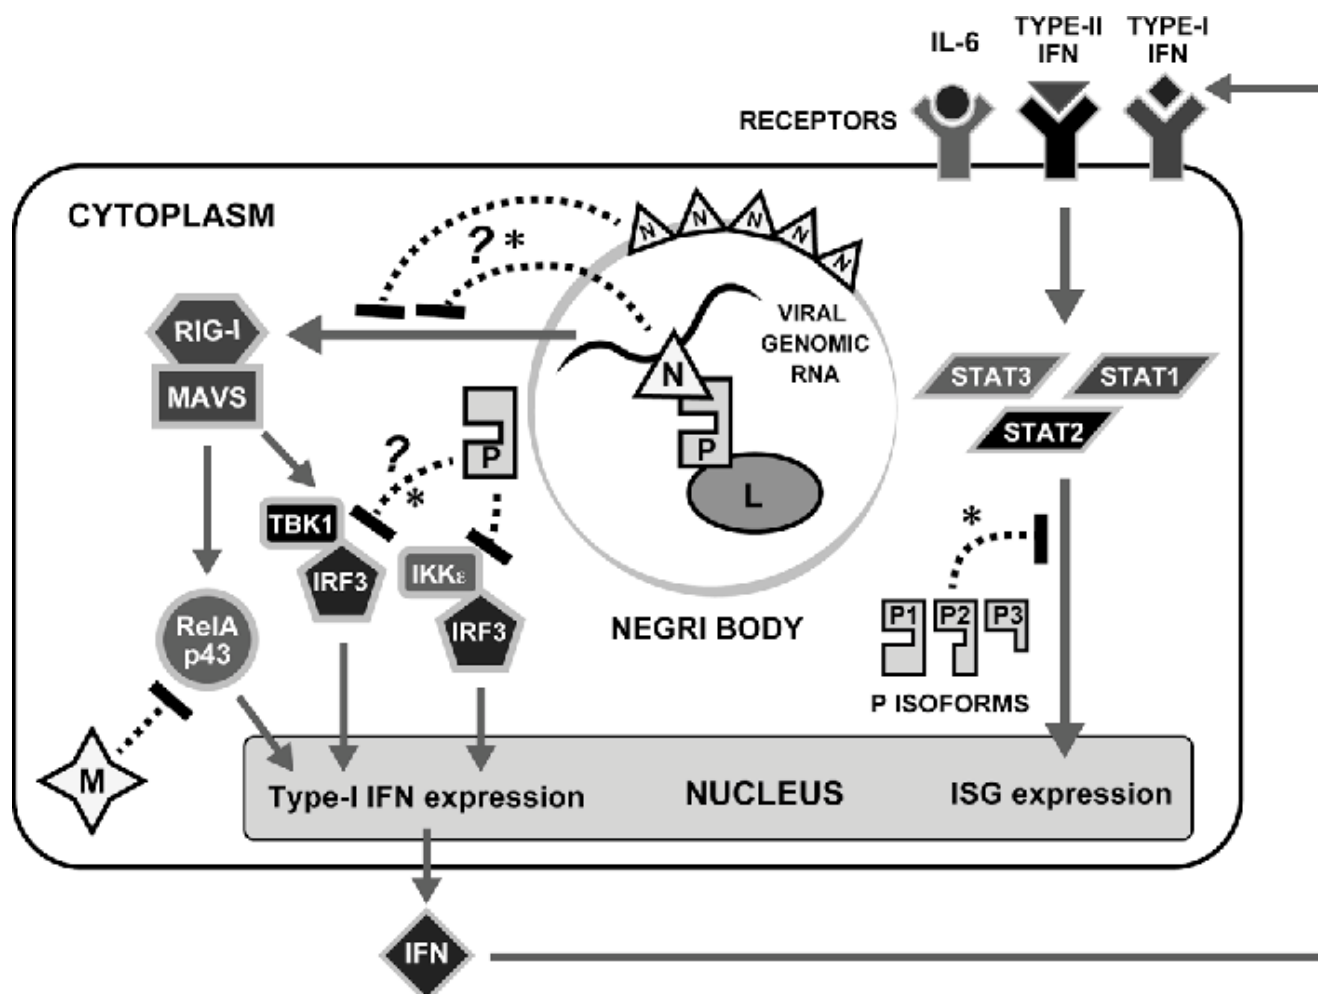 IL-6
TYPE-II
IFN
TYPE-I
IFN
RECEPTORS
CYTOPLASM
N
N
N
N
N
? *
RIG-I
MAVS
VIRAL
GENOMIC
RNA
N
P
L
P
?
*
STAT3
STAT1
STAT2
TBK1
IRF3
IKKε
IRF3
RelA
p43
NEGRI BODY
*
P1
P2
P3
P ISOFORMS
M
Type-I IFN expression
NUCLEUS
ISG expression
IFN